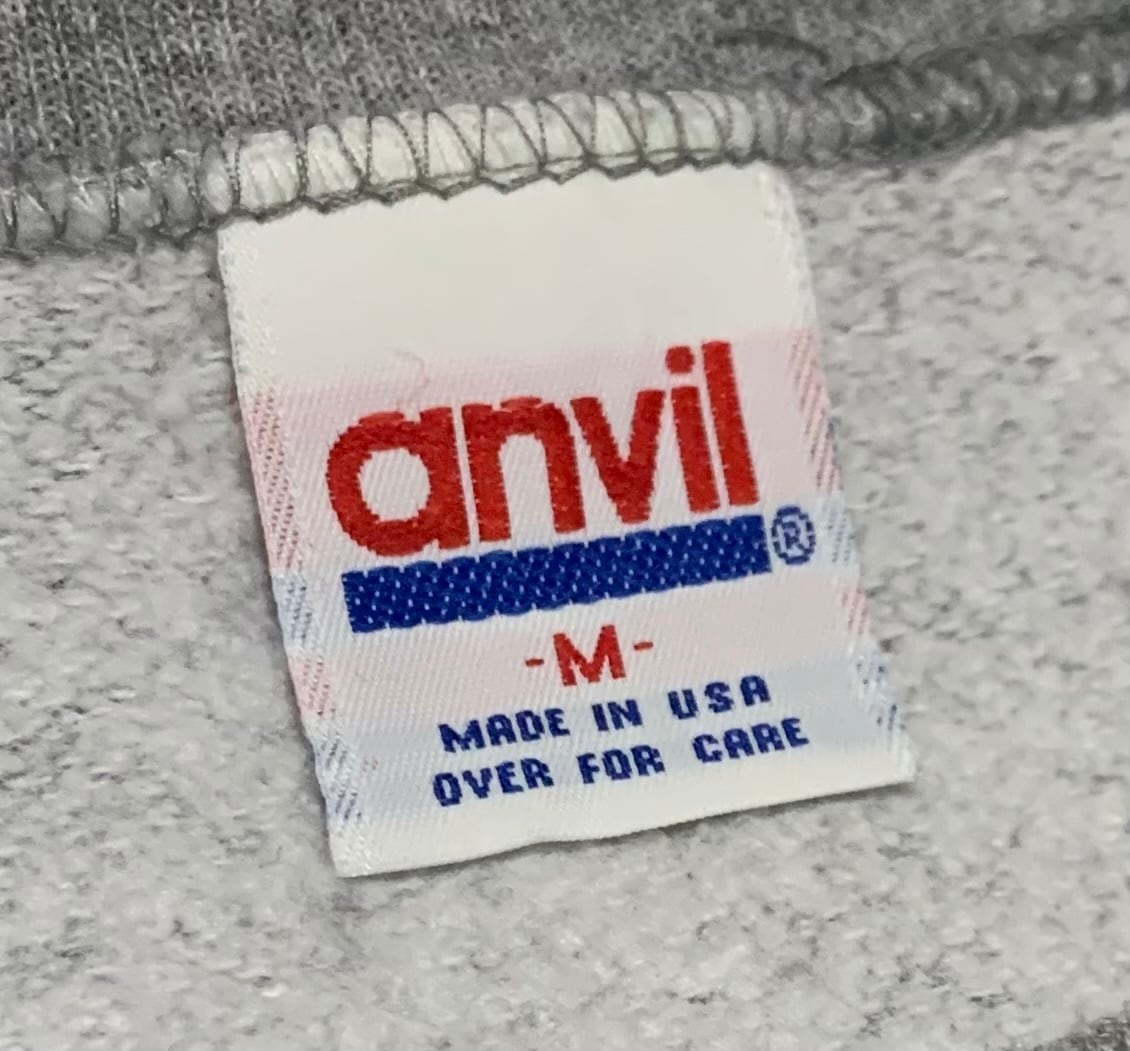 anvil®
-M-
MADE IN USA
OVER FOR CARE